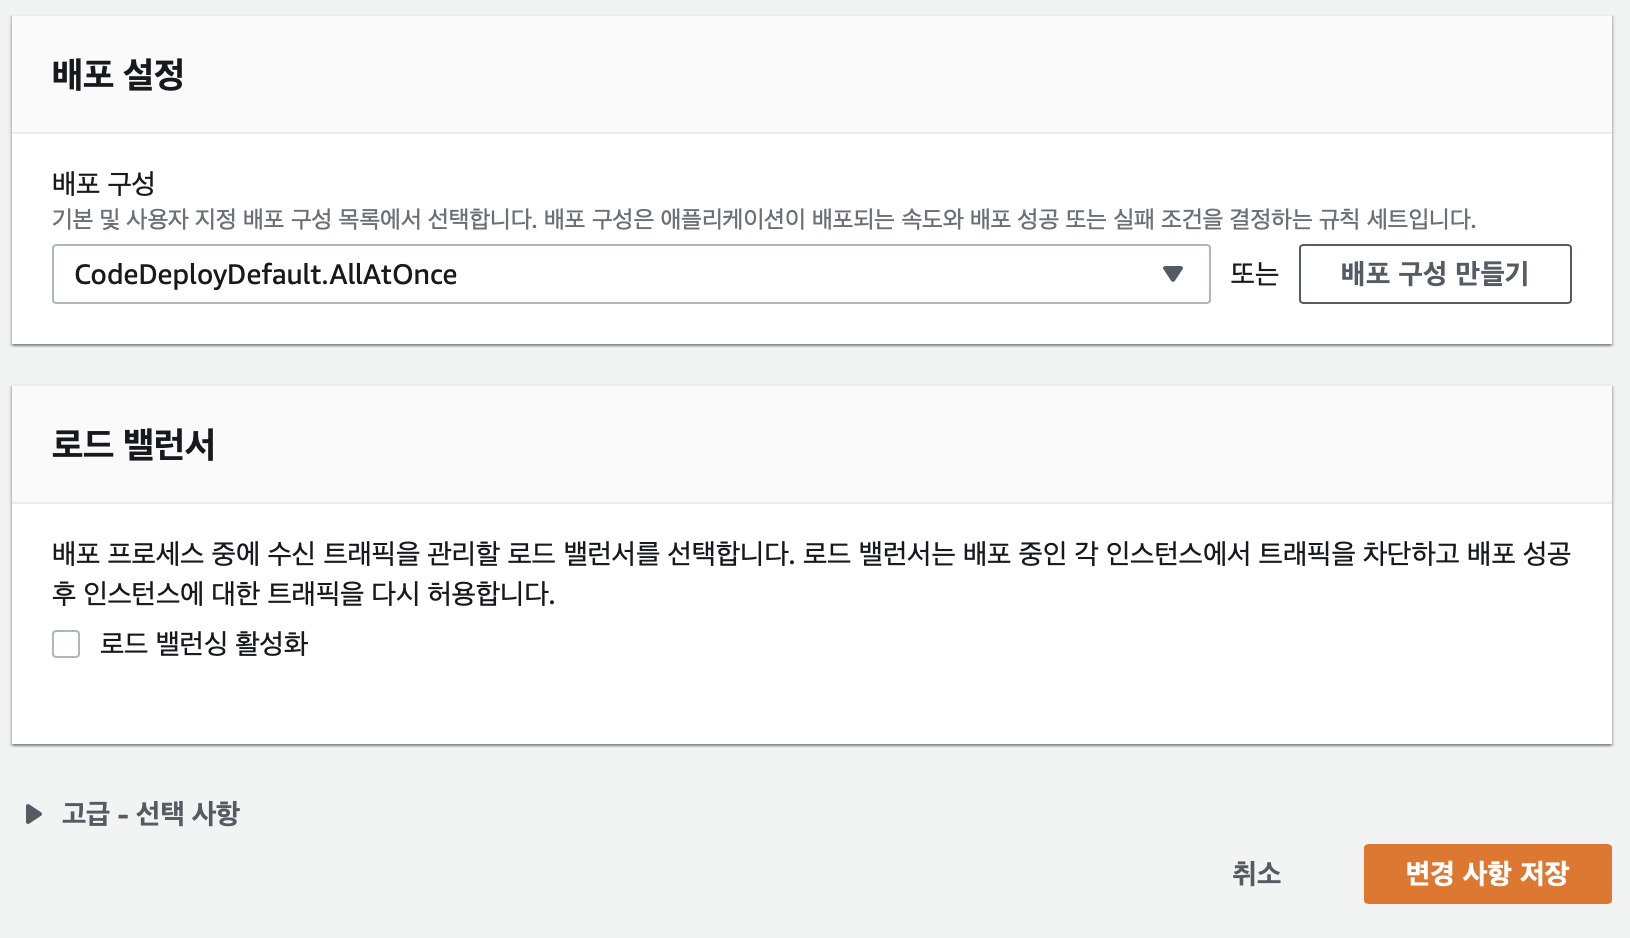 배포 설정
배포 구성
기본 및 사용자 지정 배포 구성 목록에서 선택합니다. 배포 구성은 애플리케이션이 배포되는 속도와 배포 성공 또는 실패 조건을 결정하는 규칙 세트입니다.
CodeDeployDefault.AllAtOnce
또는
배포 구성 만들기
로드 밸런서
배포 프로세스 중에 수신 트래픽을 관리할 로드 밸런서를 선택합니다. 로드 밸런서는 배포 중인 각 인스턴스에서 트래픽을 차단하고 배포 성공
후 인스턴스에 대한 트래픽을 다시 허용합니다.
로드 밸런싱 활성화
고급 - 선택 사항
취소
변경 사항 저장